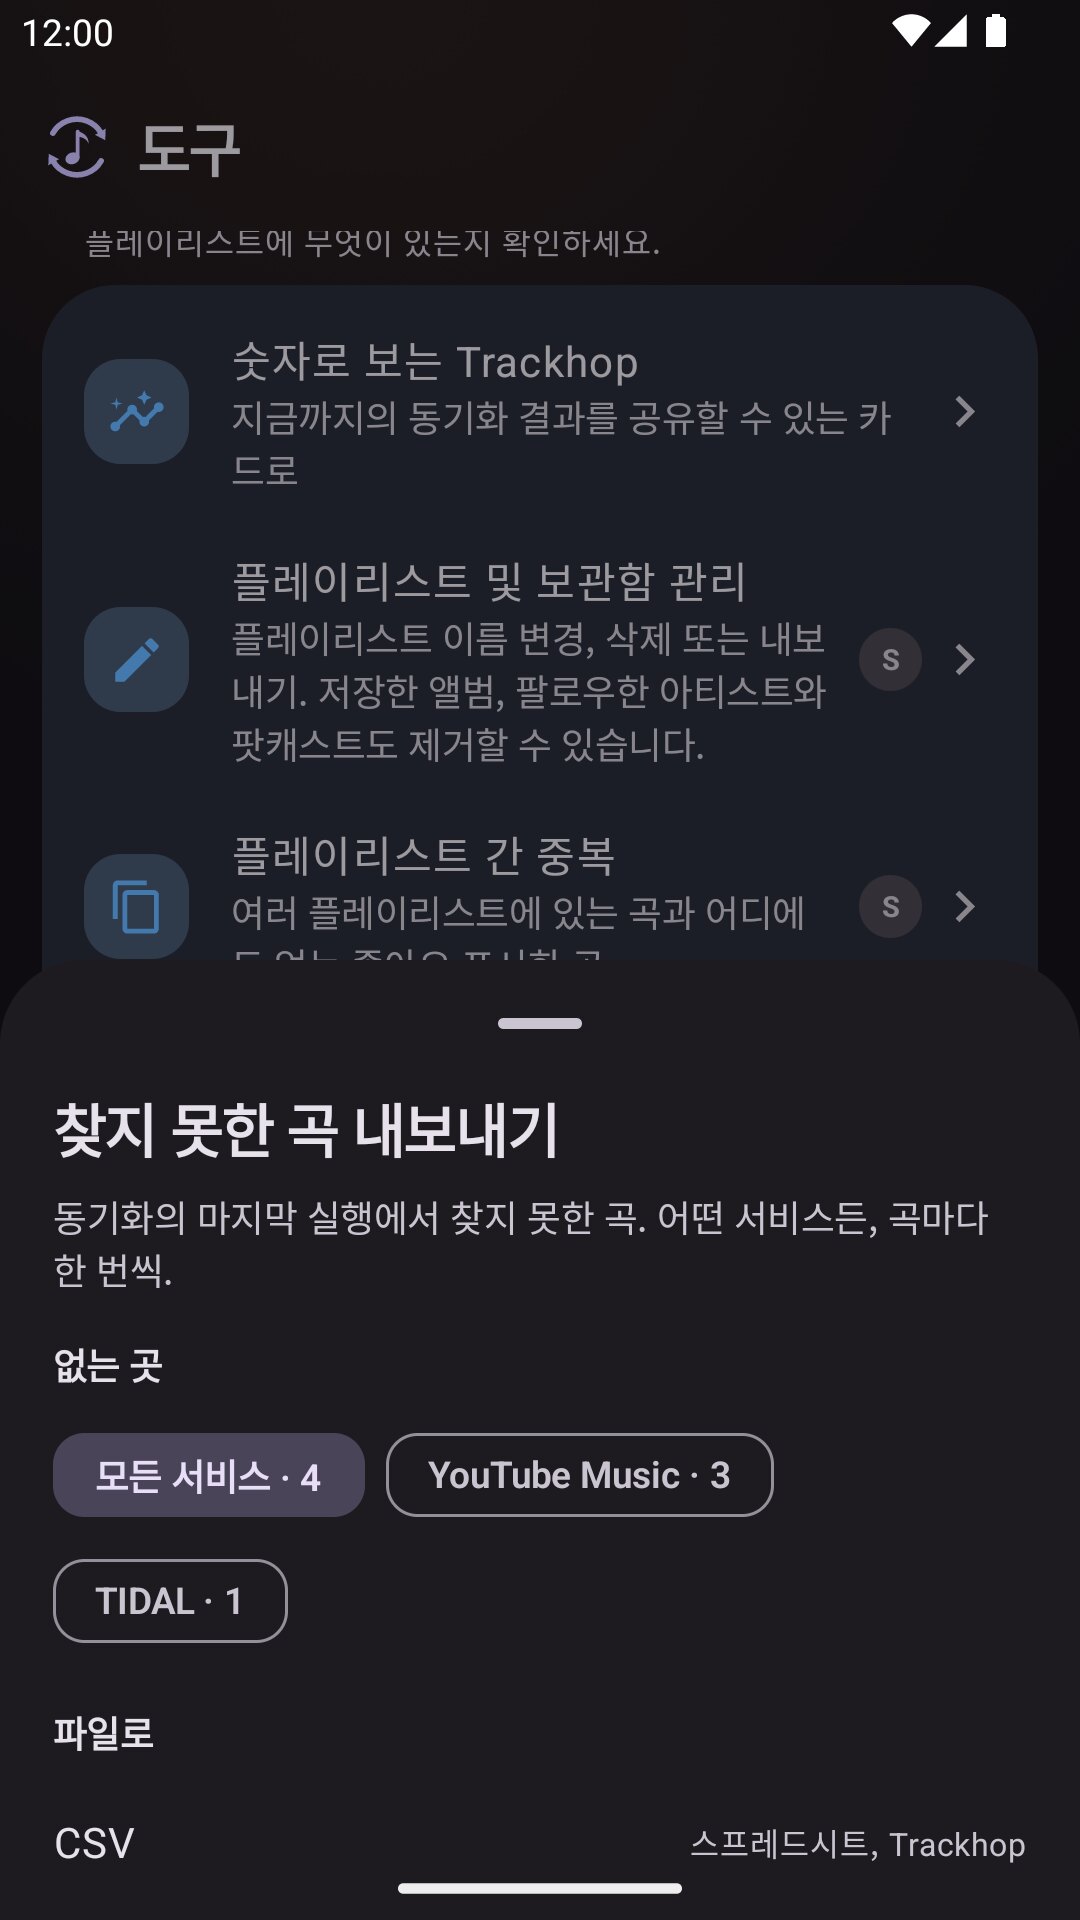 12:00
도구
플레이리스트에 무엇이 있는지 확인하세요.
숫자로 보는 Trackhop
지금까지의 동기화 결과를 공유할 수 있는 카
드로
플레이리스트 및 보관함 관리
플레이리스트 이름 변경, 삭제 또는 내보
내기. 저장한 앨범, 팔로우한 아티스트와
팟캐스트도 제거할 수 있습니다.
S
플레이리스트 간 중복
여러 플레이리스트에 있는 곡과 어디에
도 없는 좋아요 표시한 곡
S
찾지 못한 곡 내보내기
동기화의 마지막 실행에서 찾지 못한 곡. 어떤 서비스든, 곡마다
한 번씩.
없는 곳
모든 서비스 · 4
YouTube Music · 3
TIDAL · 1
파일로
CSV
스프레드시트, Trackhop